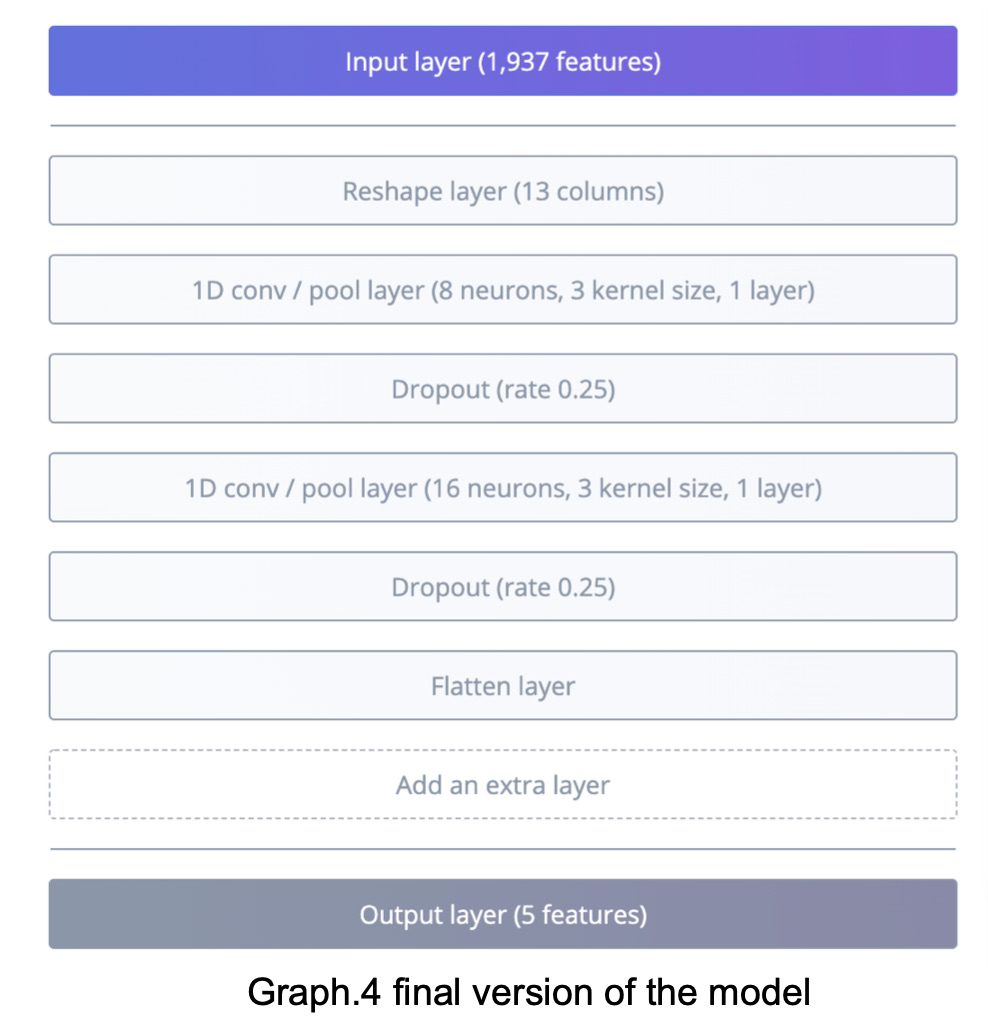 Input layer (1,937 features)
Reshape layer (13 columns)
1D conv / pool layer (8 neurons, 3 kernel size, 1 layer)
Dropout (rate 0.25)
1D conv / pool layer (16 neurons, 3 kernel size, 1 layer)
Dropout (rate 0.25)
Flatten layer
Add an extra layer
Output layer (5 features)
Graph.4 final version of the model